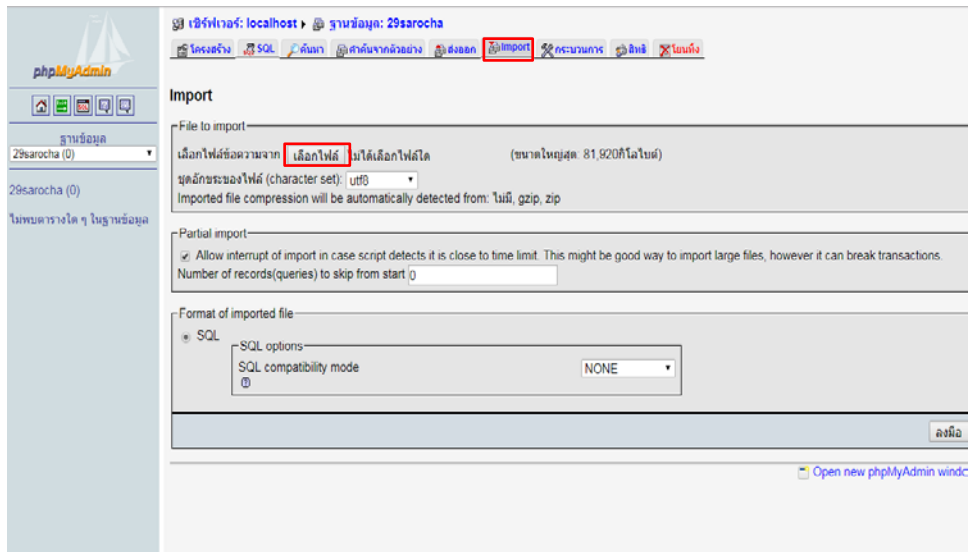 phpMyAdmin
ฐานข้อมูล
29sarocha (0)
29sarocha (0)
ไม่พบตารางใด ๆ ในฐานข้อมูล
เซิร์ฟเวอร์: localhost ▸ ฐานข้อมูล: 29sarocha
โครงสร้าง SQL ค้นหา คำค้นจากตัวอย่าง ส่งออก Import กระบวนการ สิทธิ โยนทิ้ง
Import
File to import
เลือกไฟล์ข้อความจาก เลือกไฟล์ ไม่ได้เลือกไฟล์ใด (ขนาดใหญ่สุด: 81,920กิโลไบต์)
ชุดอักขระของไฟล์ (character set): utf8
Imported file compression will be automatically detected from: ไม่มี, gzip, zip
Partial import
Allow interrupt of import in case script detects it is close to time limit. This might be good way to import large files, however it can break transactions.
Number of records(queries) to skip from start 0
Format of imported file
SQL
SQL options
SQL compatibility mode NONE
ลงมือ
Open new phpMyAdmin windo